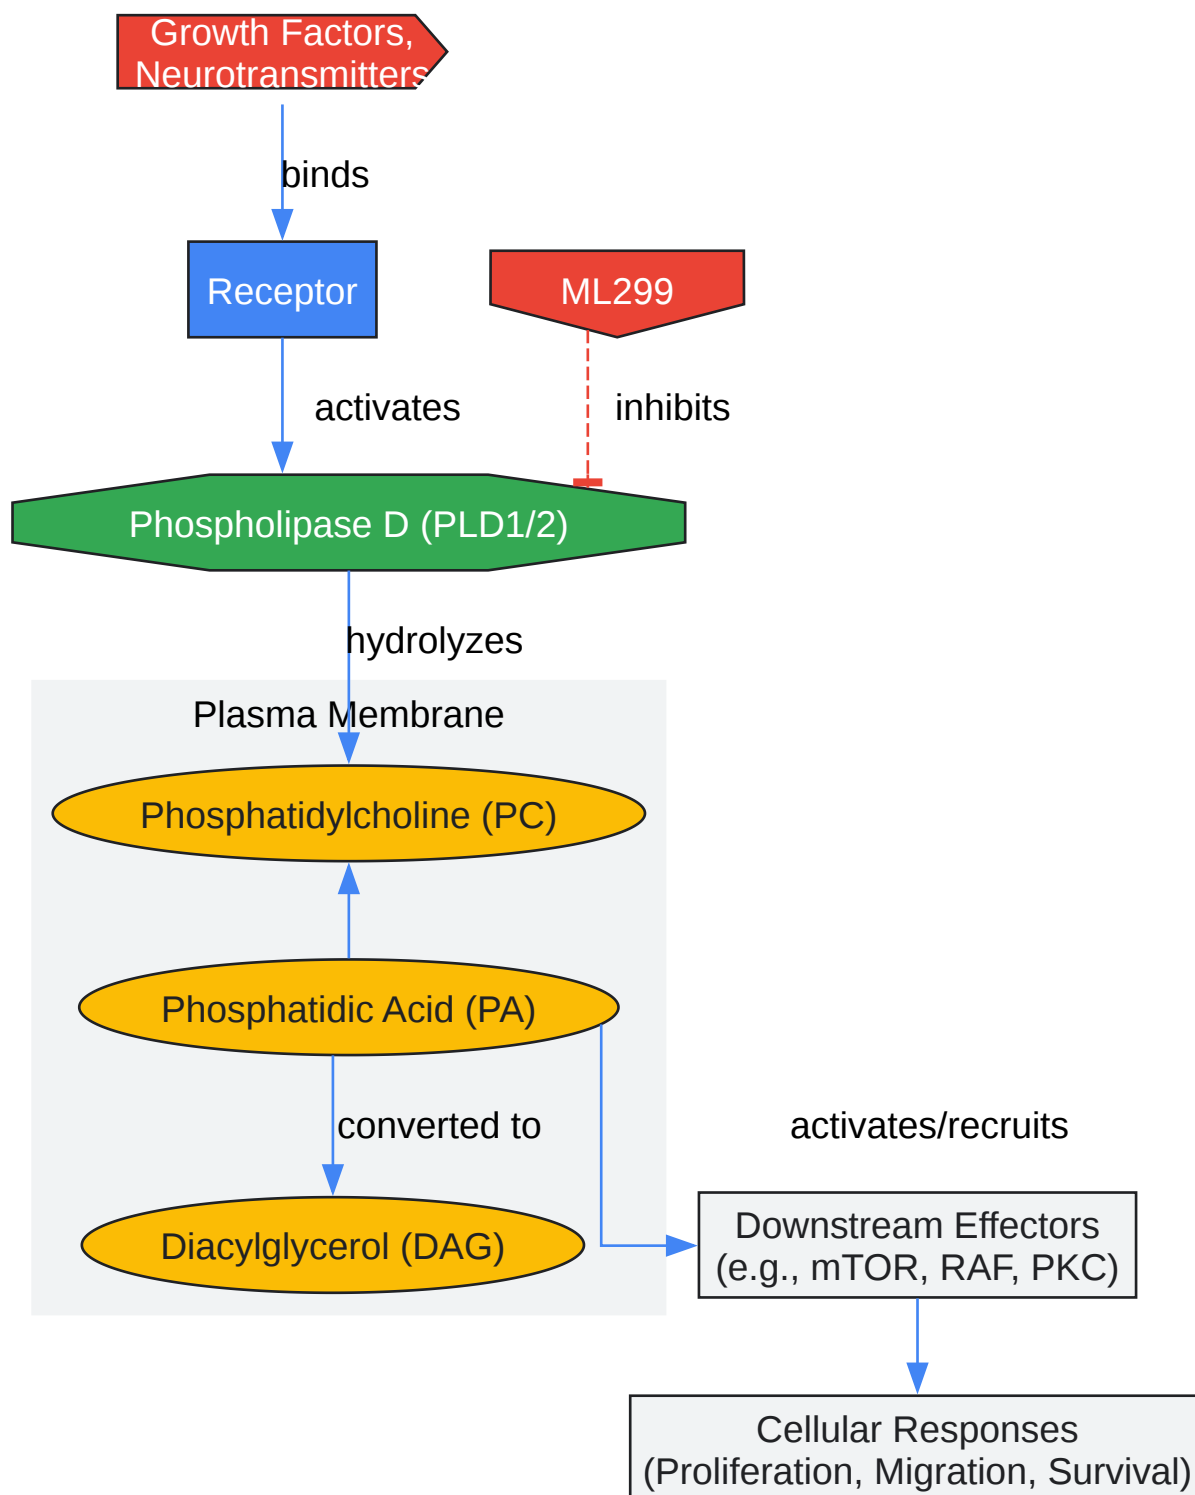 Growth Factors,
Neurotransmitters
binds
Receptor
ML299
activates
inhibits
Phospholipase D (PLD1/2)
hydrolyzes
Plasma Membrane
Phosphatidylcholine (PC)
Phosphatidic Acid (PA)
converted to
activates/recruits
Diacylglycerol (DAG)
Downstream Effectors
(e.g., mTOR, RAF, PKC)
Cellular Responses
(Proliferation, Migration, Survival)